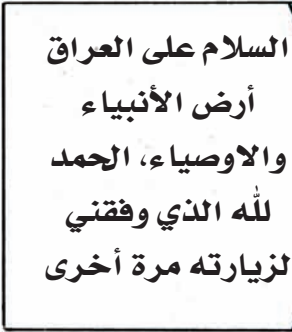 السلام على العراق
أرض الأنبياء
والاوصياء، الحمد
لله الذي وفقني
لزيارته مرة أخرى